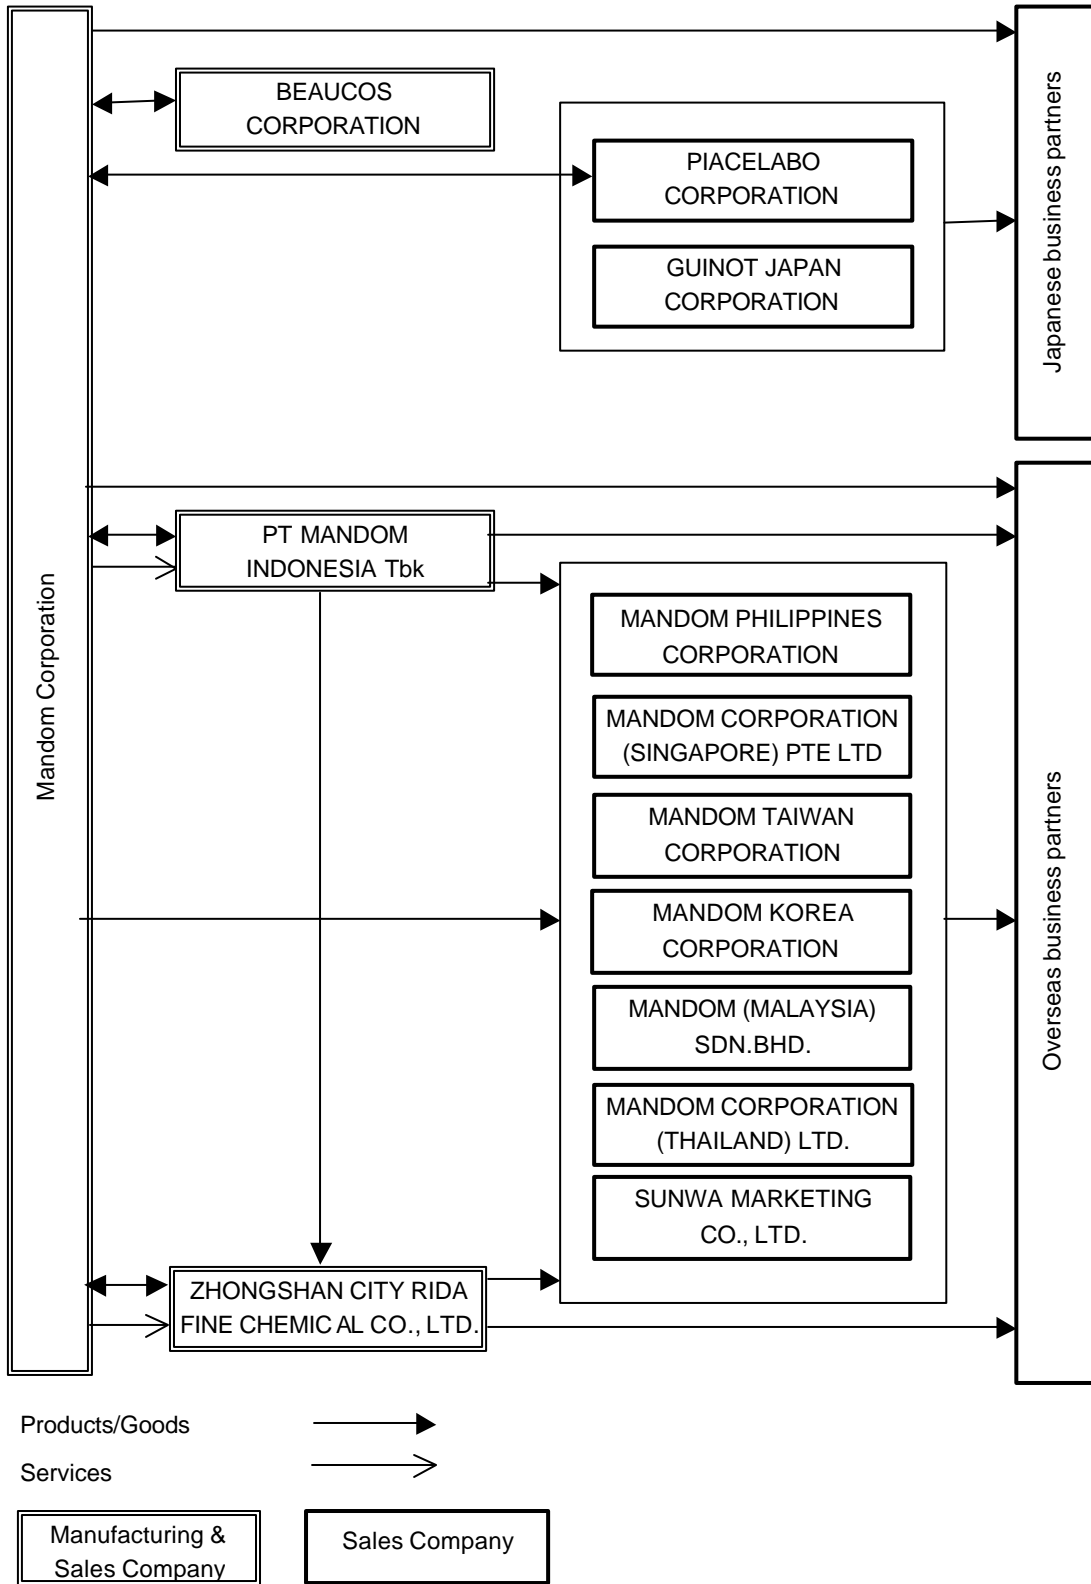 Mandom Corporation
BEAUCOS
CORPORATION
PIACELABO
CORPORATION
GUINOT JAPAN
CORPORATION
Japanese business partners
PT MANDOM
INDONESIA Tbk
MANDOM PHILIPPINES
CORPORATION
MANDOM CORPORATION
(SINGAPORE) PTE LTD
MANDOM TAIWAN
CORPORATION
MANDOM KOREA
CORPORATION
MANDOM (MALAYSIA)
SDN.BHD.
MANDOM CORPORATION
(THAILAND) LTD.
SUNWA MARKETING
CO., LTD.
ZHONGSHAN CITY RIDA
FINE CHEMIC AL CO., LTD.
Overseas business partners
Products/Goods
Services
Manufacturing &
Sales Company
Sales Company